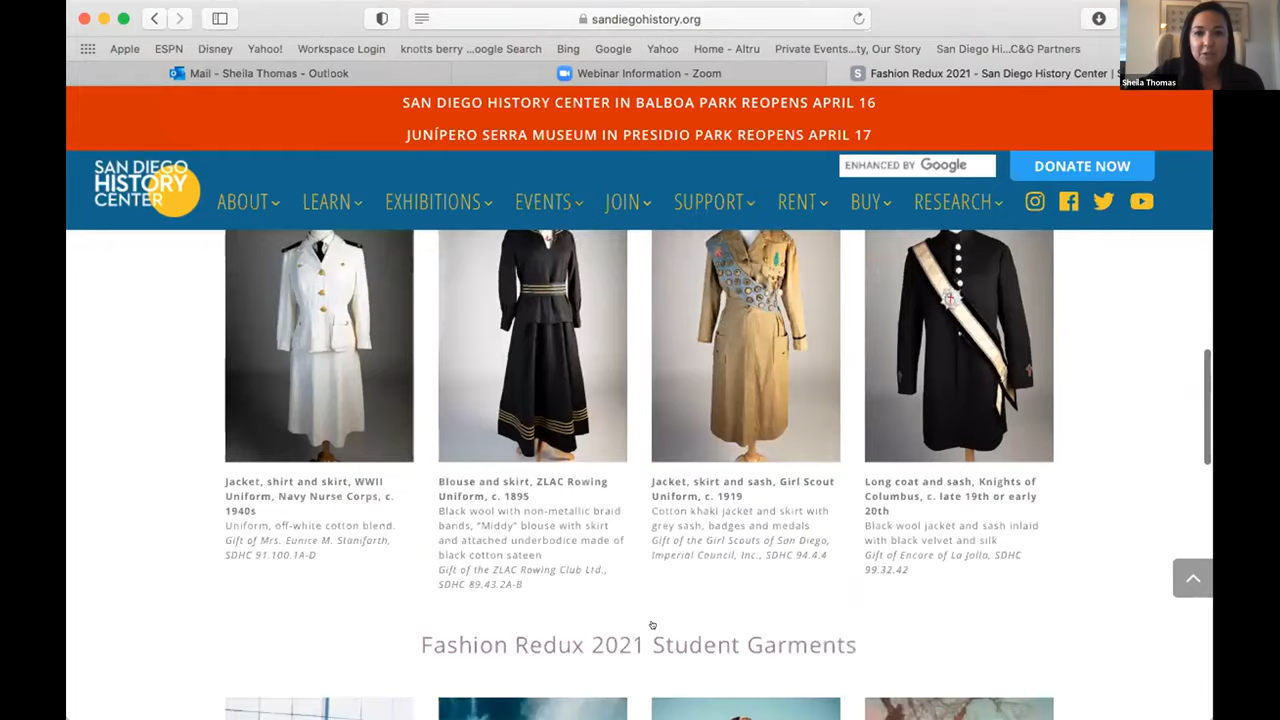 sandiegohistory.org
Apple ESPN Disney Yahoo! Workspace Login knotts berry ...oogle Search Bing Google Yahoo Home - Altru Private Events...ty, Our Story San Diego Hi...C&G Partners
Mail - Sheila Thomas - Outlook Webinar Information - Zoom Fashion Redux 2021 - San Diego History Center | S
Sheila Thomas
SAN DIEGO HISTORY CENTER IN BALBOA PARK REOPENS APRIL 16
JUNÍPERO SERRA MUSEUM IN PRESIDIO PARK REOPENS APRIL 17
SAN DIEGO
HISTORY
CENTER
ENHANCED BY Google DONATE NOW
ABOUT LEARN EXHIBITIONS EVENTS JOIN SUPPORT RENT BUY RESEARCH
Jacket, shirt and skirt, WWII
Uniform, Navy Nurse Corps, c.
1940s
Uniform, off-white cotton blend.
Gift of Mrs. Eunice M. Staniforth,
SDHC 91.100.1A-D
Blouse and skirt, ZLAC Rowing
Uniform, c. 1895
Black wool with non-metallic braid
bands, "Middy" blouse with skirt
and attached underbodice made of
black cotton sateen
Gift of the ZLAC Rowing Club Ltd.,
SDHC 89.43.2A-B
Jacket, skirt and sash, Girl Scout
Uniform, c. 1919
Cotton khaki jacket and skirt with
grey sash, badges and medals
Gift of the Girl Scouts of San Diego,
Imperial Council, Inc., SDHC 94.4.4
Long coat and sash, Knights of
Columbus, c. late 19th or early
20th
Black wool jacket and sash inlaid
with black velvet and silk
Gift of Encore of La Jolla, SDHC
99.32.42
Fashion Redux 2021 Student Garments